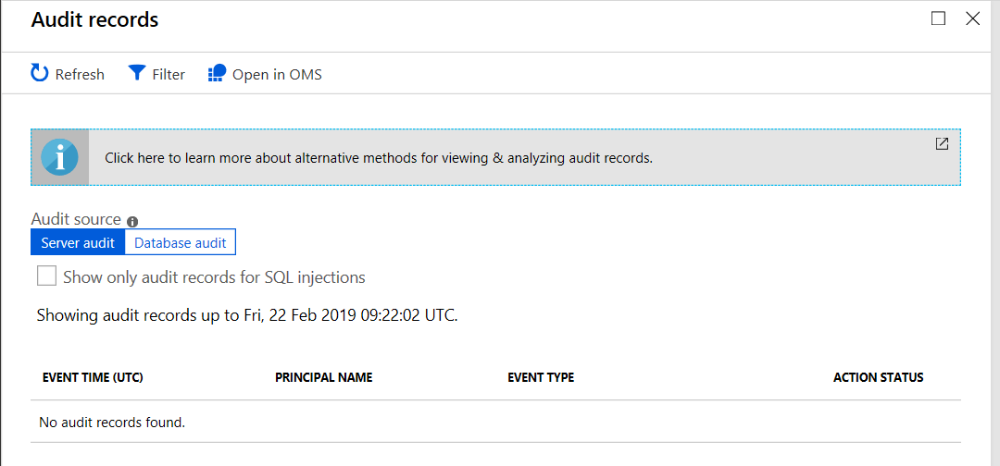 Audit records
Refresh Filter Open in OMS
Click here to learn more about alternative methods for viewing & analyzing audit records.
Audit source
Server audit Database audit
Show only audit records for SQL injections
Showing audit records up to Fri, 22 Feb 2019 09:22:02 UTC.
EVENT TIME (UTC) PRINCIPAL NAME EVENT TYPE ACTION STATUS
No audit records found.